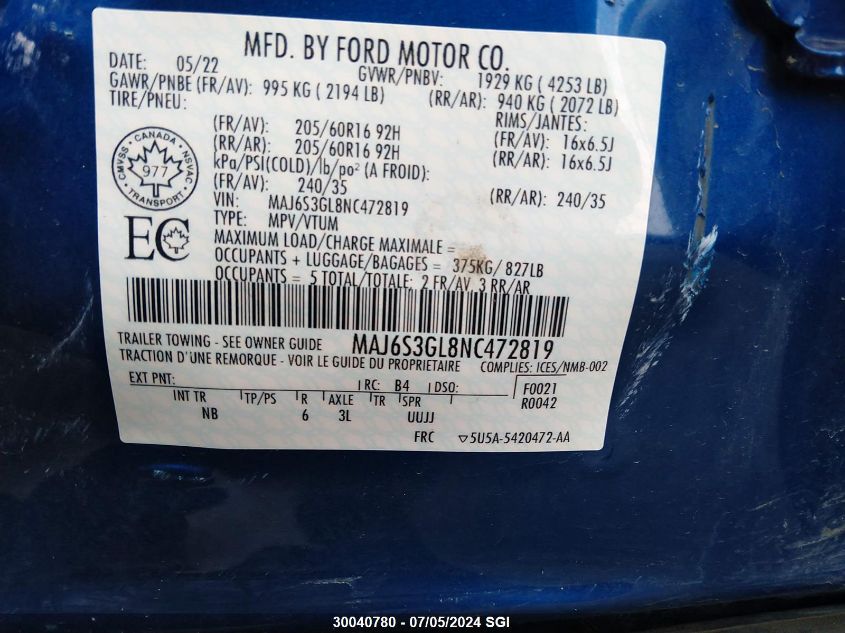 MFD. BY FORD MOTOR CO.
DATE: 05/22 GVWR/PNBV: 1929 KG ( 4253 LB)
GAWR/PNBE (FR/AV): 995 KG ( 2194 LB) (RR/AR): 940 KG ( 2072 LB)
TIRE/PNEU: RIMS/JANTES:
(FR/AV): 205/60R16 92H (FR/AV): 16x6.5J
(RR/AR): 205/60R16 92H (RR/AR): 16x6.5J
kPa/PSI(COLD)/lb/po² (A FROID):
(FR/AV): 240/35 (RR/AR): 240/35
VIN: MAJ6S3GL8NC472819
TYPE: MPV/VTUM
MAXIMUM LOAD/CHARGE MAXIMALE =
OCCUPANTS + LUGGAGE/BAGAGES = 375KG/ 827LB
OCCUPANTS = 5 TOTAL/TOTALE: 2 FR/AV 3 RR/AR
CANADA
CMVSS NSVAC
977
TRANSPORT
EC
MAJ6S3GL8NC472819
TRAILER TOWING - SEE OWNER GUIDE
TRACTION D'UNE REMORQUE - VOIR LE GUIDE DU PROPRIETAIRE
COMPLIES: ICES/NMB-002
EXT PNT: RC: B4 DSO: F0021
R0042
INT TR TP/PS R AXLE TR SPR
NB 6 3L UUJJ
FRC ▽5U5A-5420472-AA
30040780 - 07/05/2024 SGI